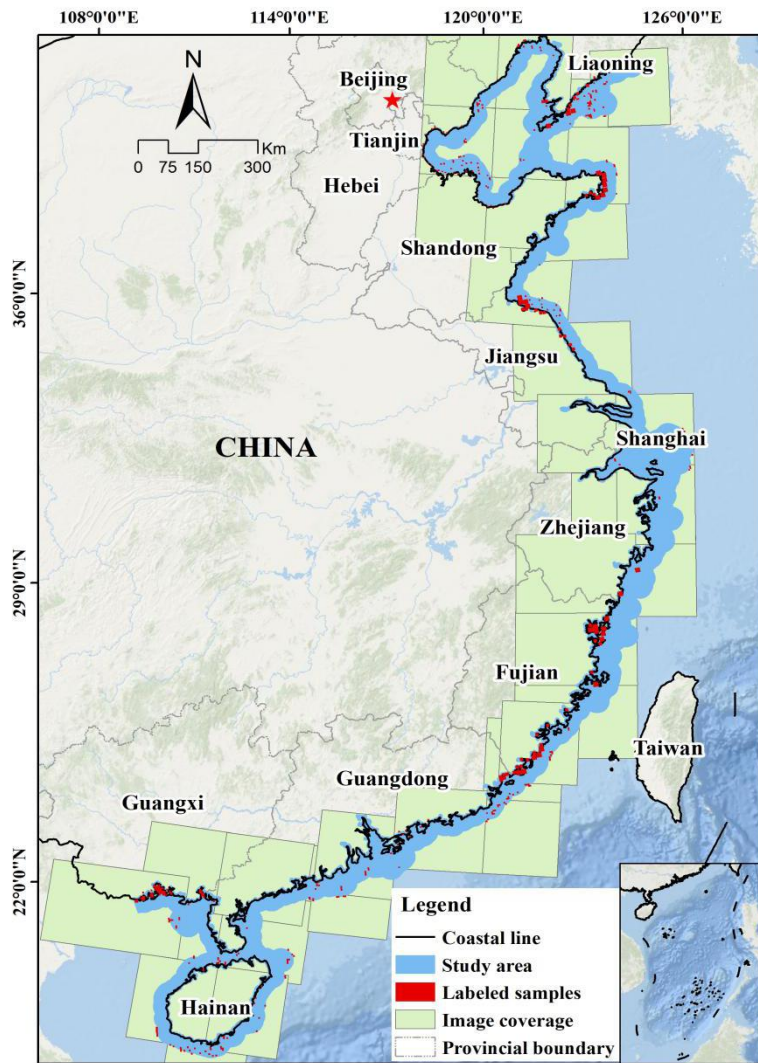 108°0'0"E 114°0'0"E 120°0'0"E 126°0'0"E
N
Beijing
Liaoning
Tianjin
Km
0 75 150 300
Hebei
Shandong
36°0'0"N
Jiangsu
CHINA
Shanghai
Zhejiang
29°0'0"N
Fujian
Taiwan
Guangdong
Guangxi
22°0'0"N
Hainan
Legend
Coastal line
Study area
Labeled samples
Image coverage
Provincial boundary